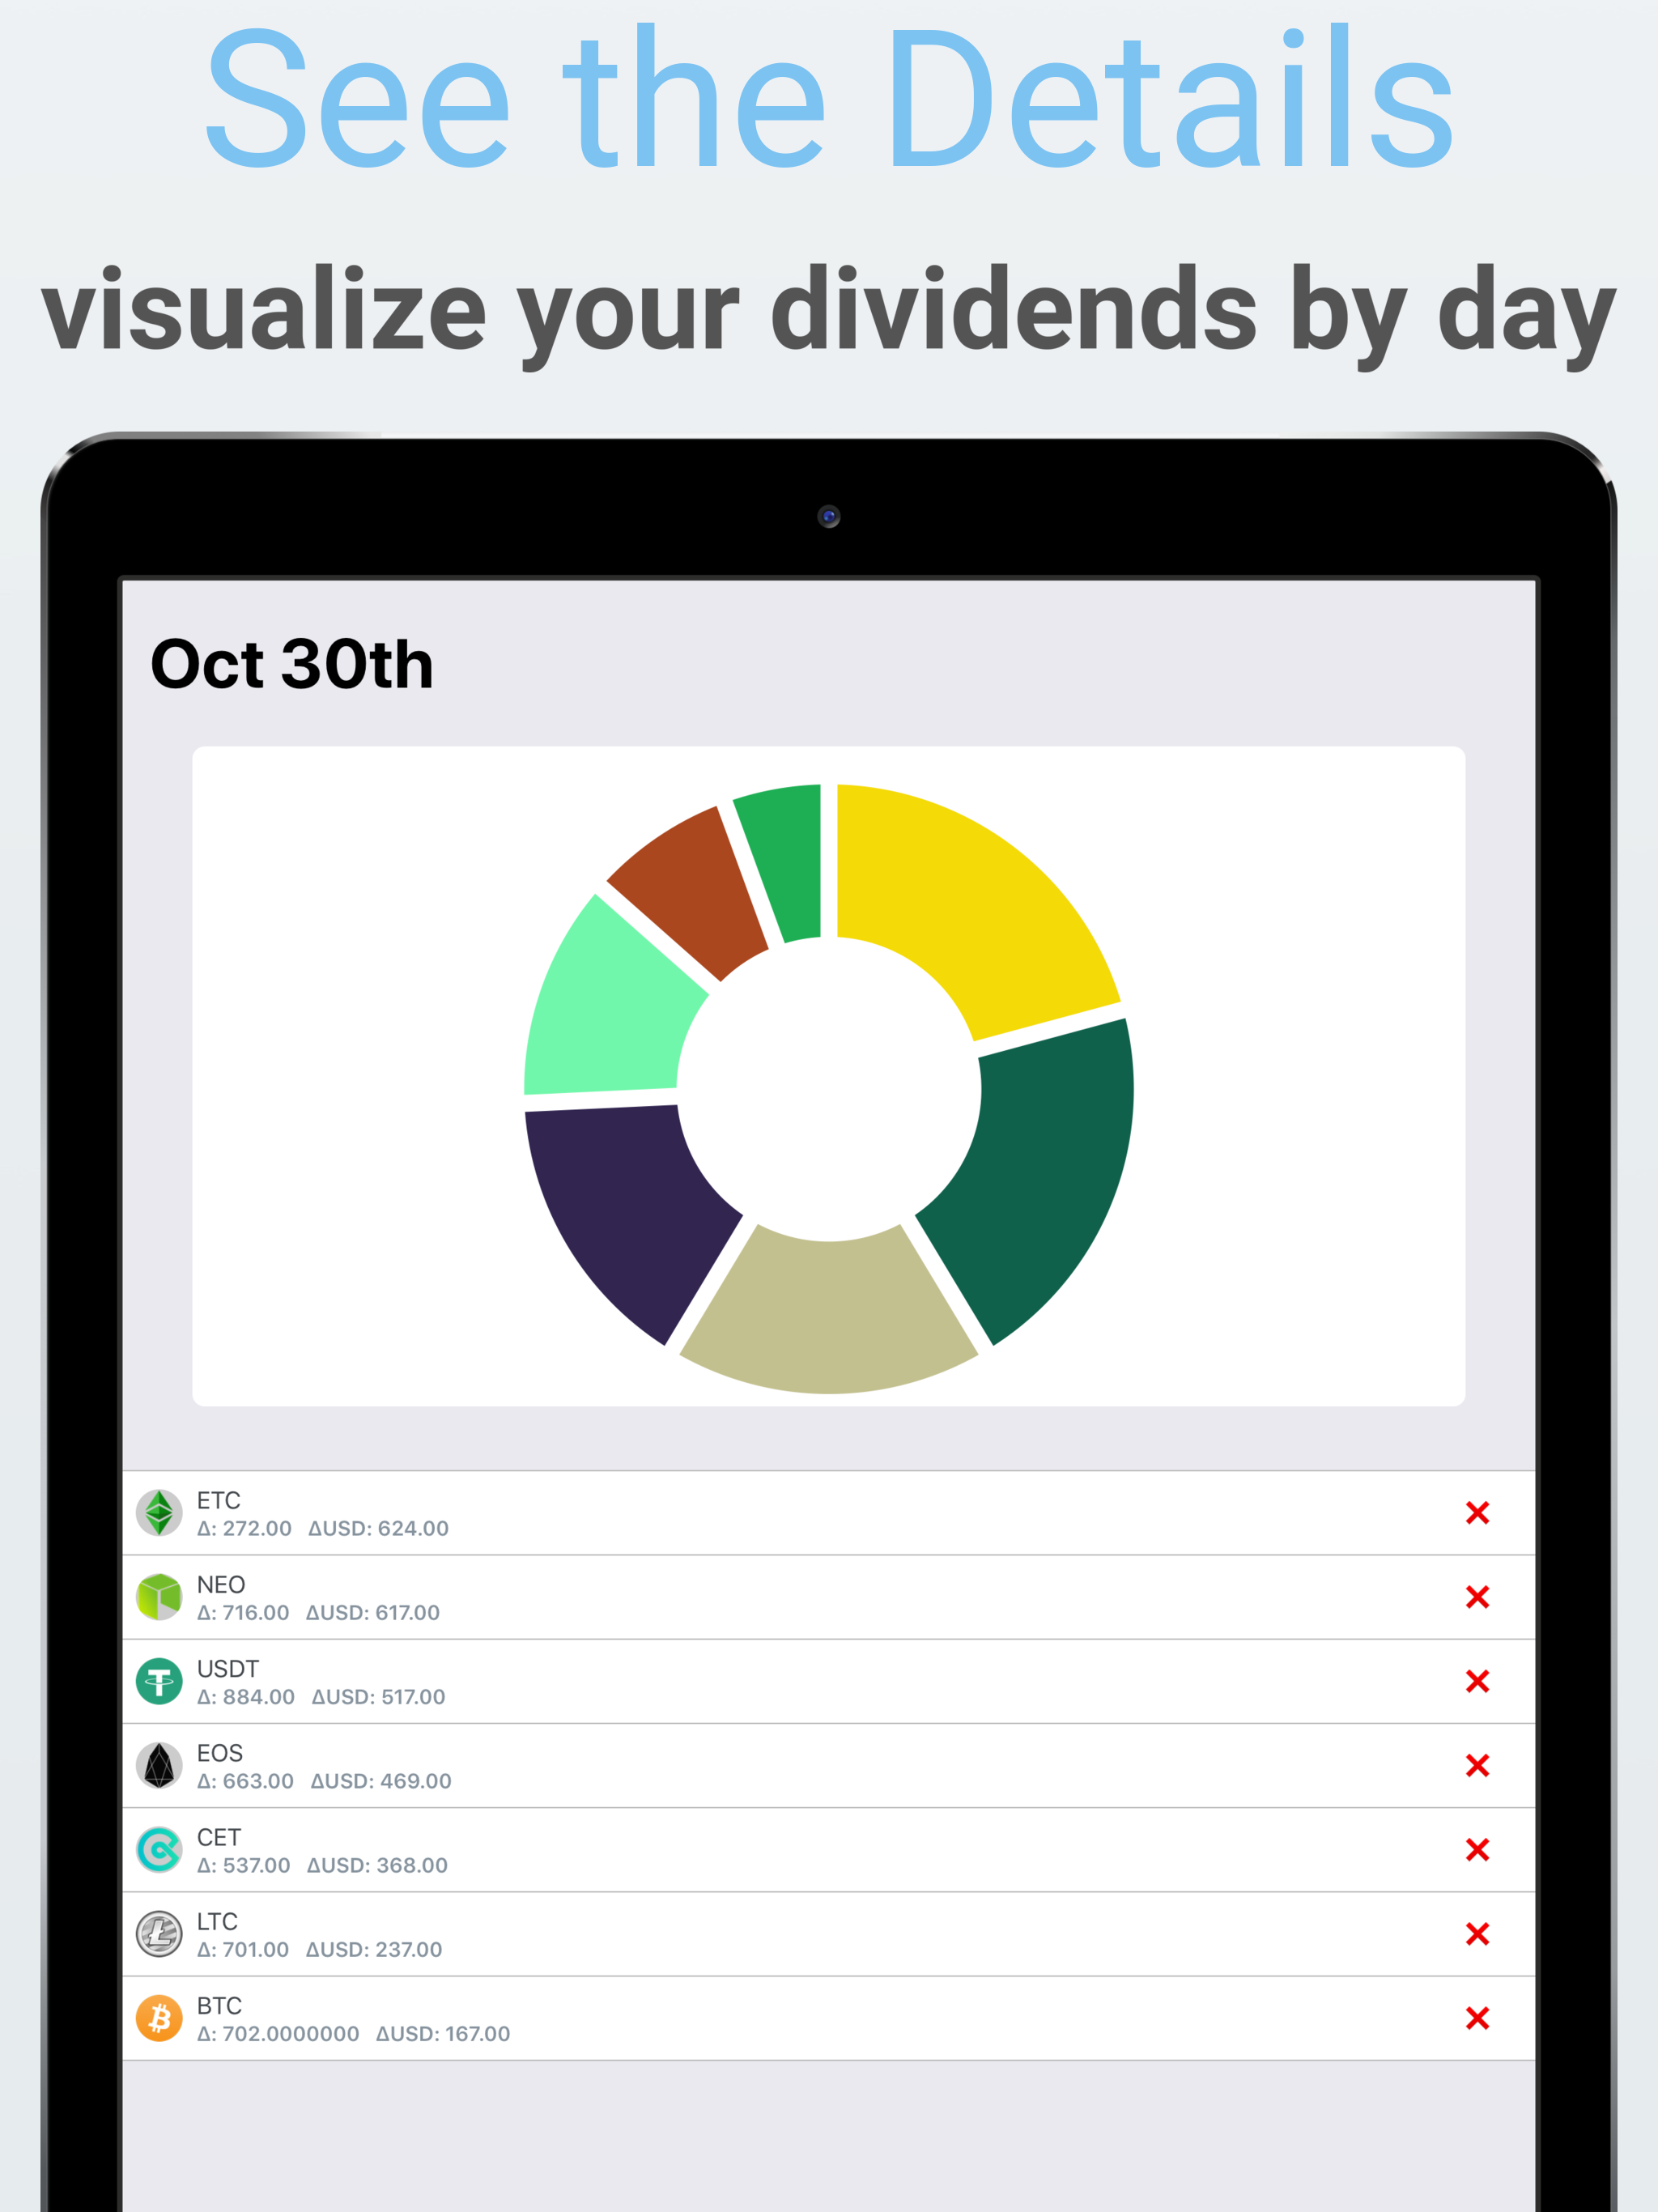 See the Details
visualize your dividends by day
Oct 30th
ETC
Δ: 272.00 ΔUSD: 624.00
NEO
Δ: 716.00 ΔUSD: 617.00
USDT
Δ: 884.00 ΔUSD: 517.00
EOS
Δ: 663.00 ΔUSD: 469.00
CET
Δ: 537.00 ΔUSD: 368.00
LTC
Δ: 701.00 ΔUSD: 237.00
BTC
Δ: 702.0000000 ΔUSD: 167.00